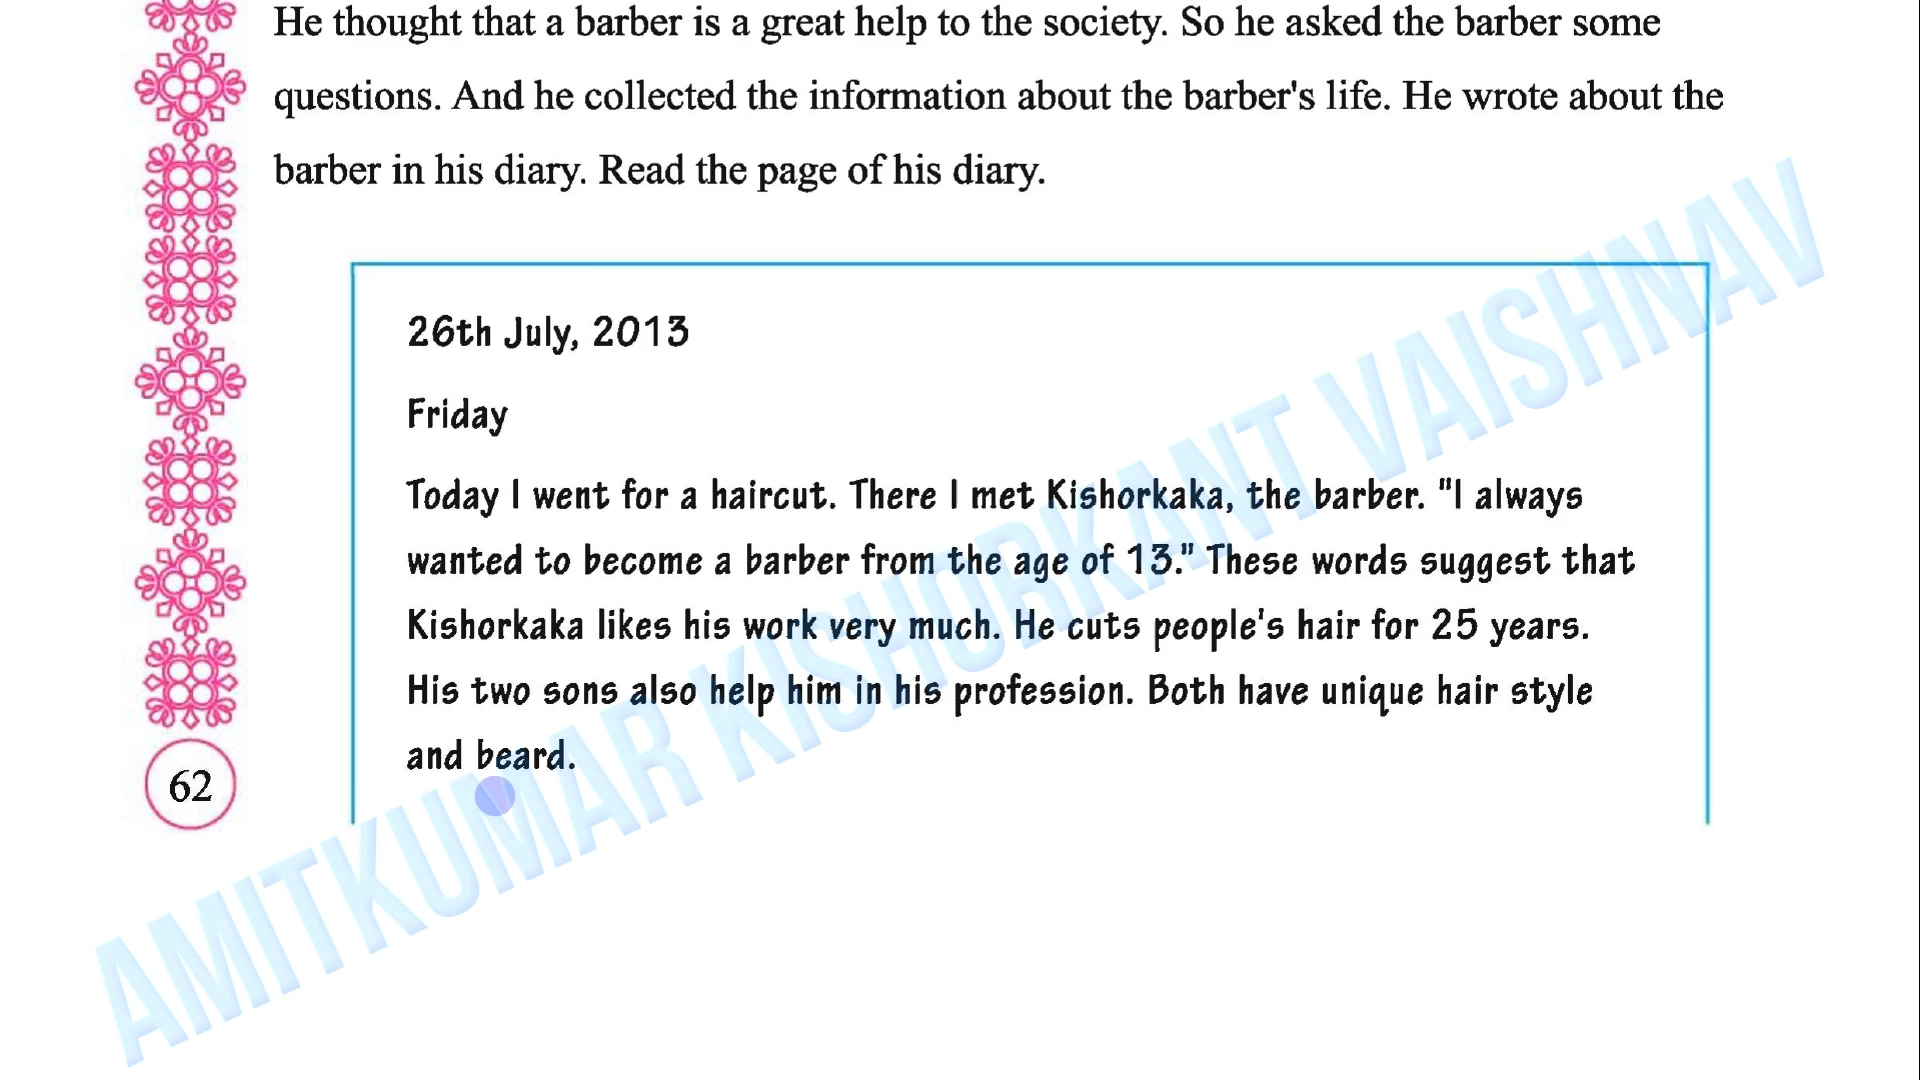 He thought that a barber is a great help to the society. So he asked the barber some
questions. And he collected the information about the barber's life. He wrote about the
barber in his diary. Read the page of his diary.
26th July, 2013
Friday
Today I went for a haircut. There I met Kishorkaka, the barber. "I always
wanted to become a barber from the age of 13." These words suggest that
Kishorkaka likes his work very much. He cuts people's hair for 25 years.
His two sons also help him in his profession. Both have unique hair style
and beard.
62
AMITKUMAR KISHORKANT VAISHNAV